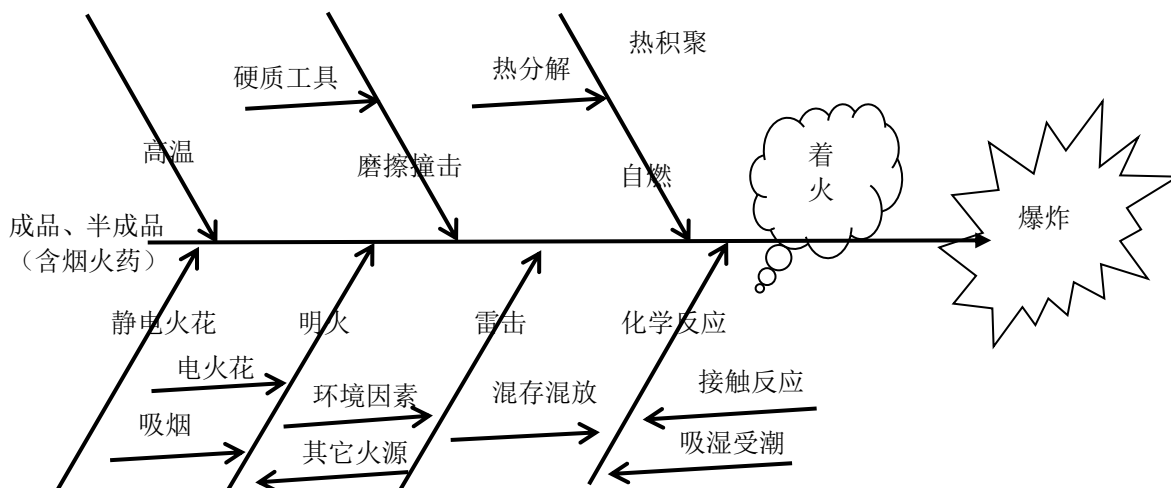 热积聚
热分解
硬质工具
高温
磨擦撞击
自燃
着
火
成品、半成品
（含烟火药）
爆炸
静电火花
明火
雷击
化学反应
电火花
环境因素
混存混放
接触反应
吸烟
其它火源
吸湿受潮